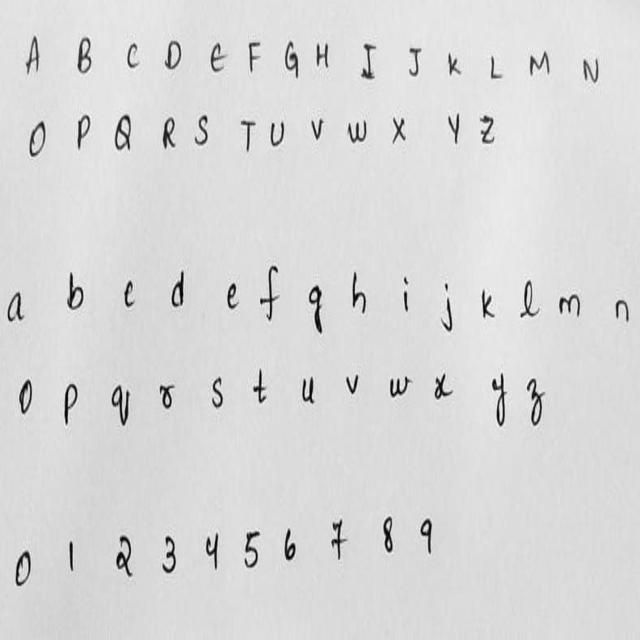 A B C D E F G H I J K L M N
O P Q R S T U V W X Y Z
a b c d e f g h i j k l m n
o p q r s t u v w x y z
0 1 2 3 4 5 6 7 8 9